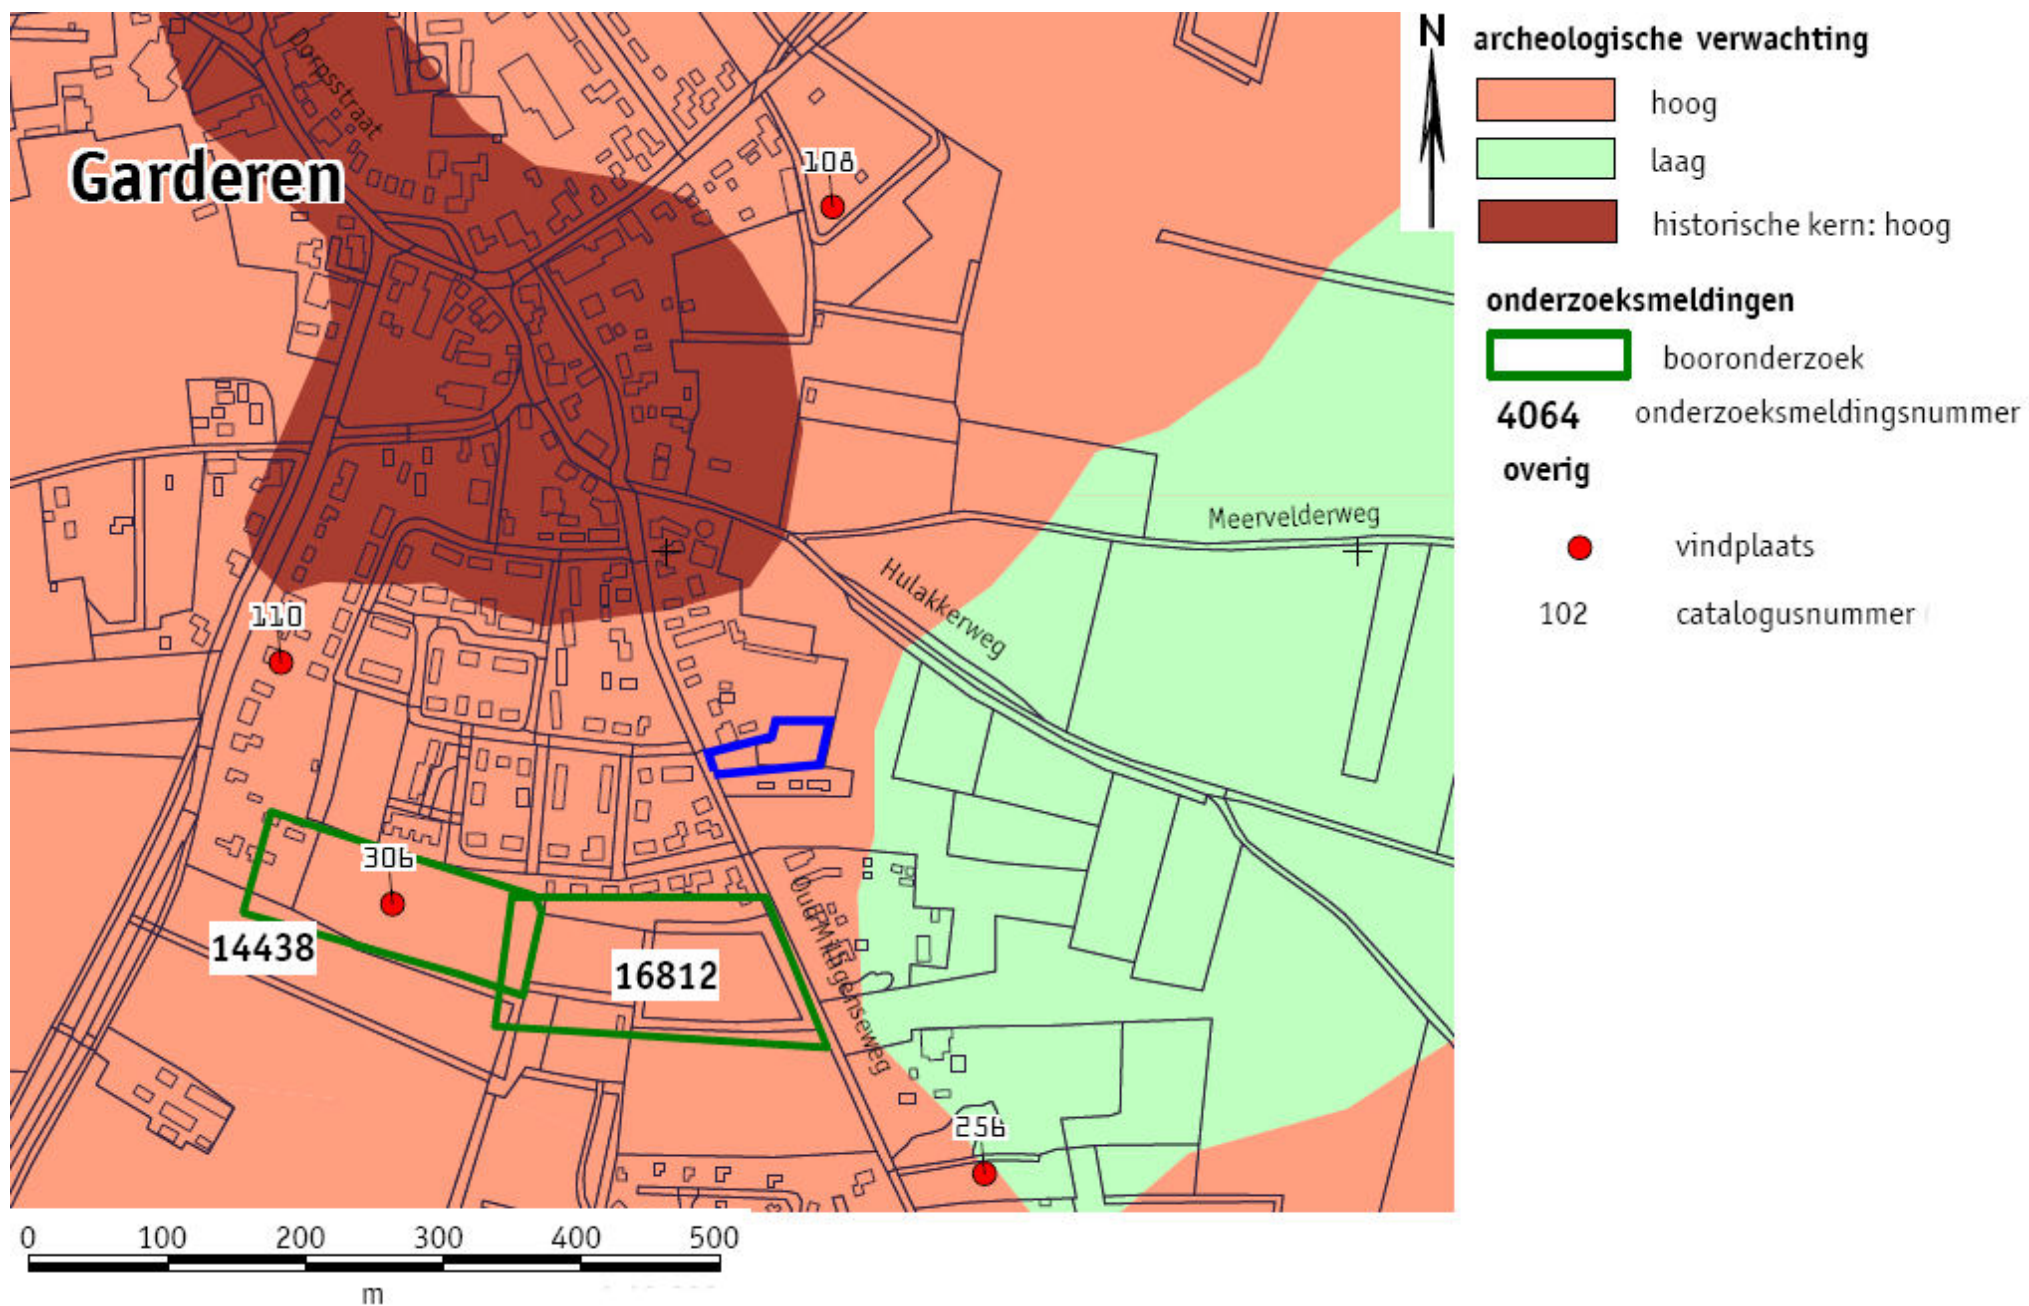 Dorpsstraat
Garderen
108
110
Meervelderweg
Hulakkerweg
306
14438
16812
Oud Milligenseweg
256
0 100 200 300 400 500
m
N
archeologische verwachting
hoog
laag
historische kern: hoog
onderzoeksmeldingen
booronderzoek
4064 onderzoeksmeldingsnummer
overig
vindplaats
102 catalogusnummer